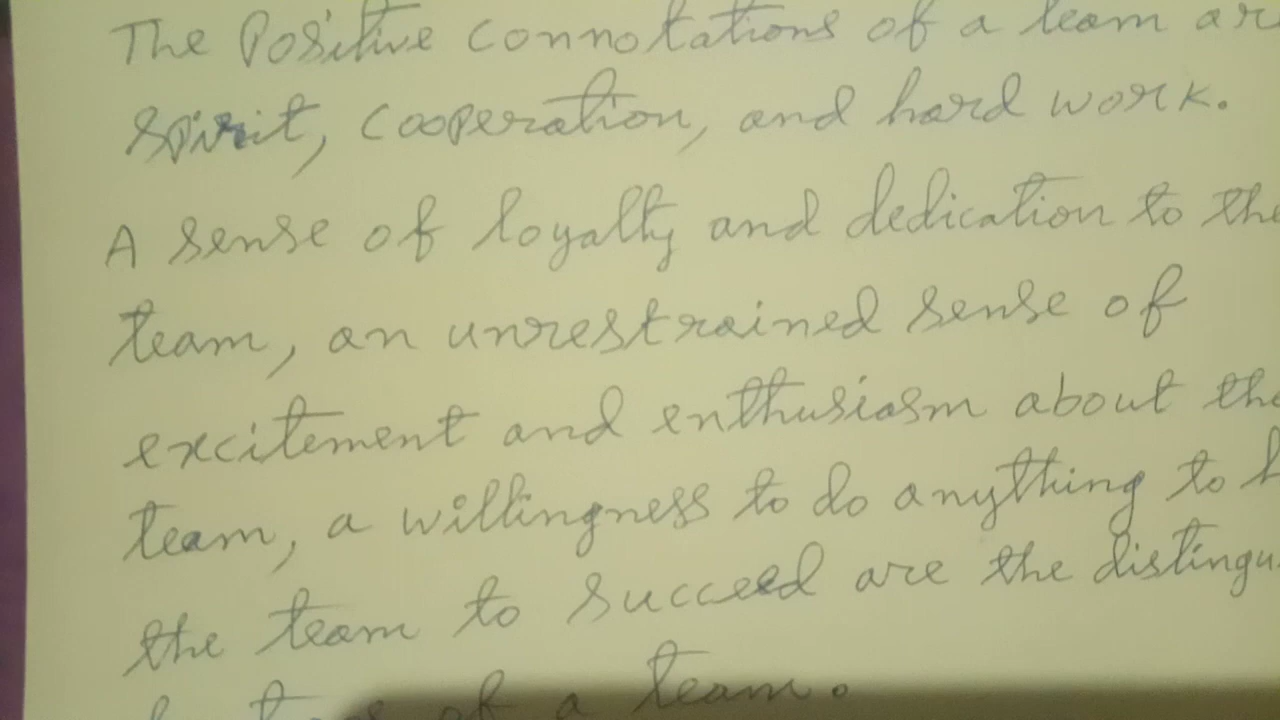 The Positive connotations of a team ar
spirit, cooperation, and hard work.
A sense of loyalty and dedication to the
team, an unrestrained sense of
excitement and enthusiasm about the
team, a willingness to do anything to h
the team to succeed are the distingu
of a team.